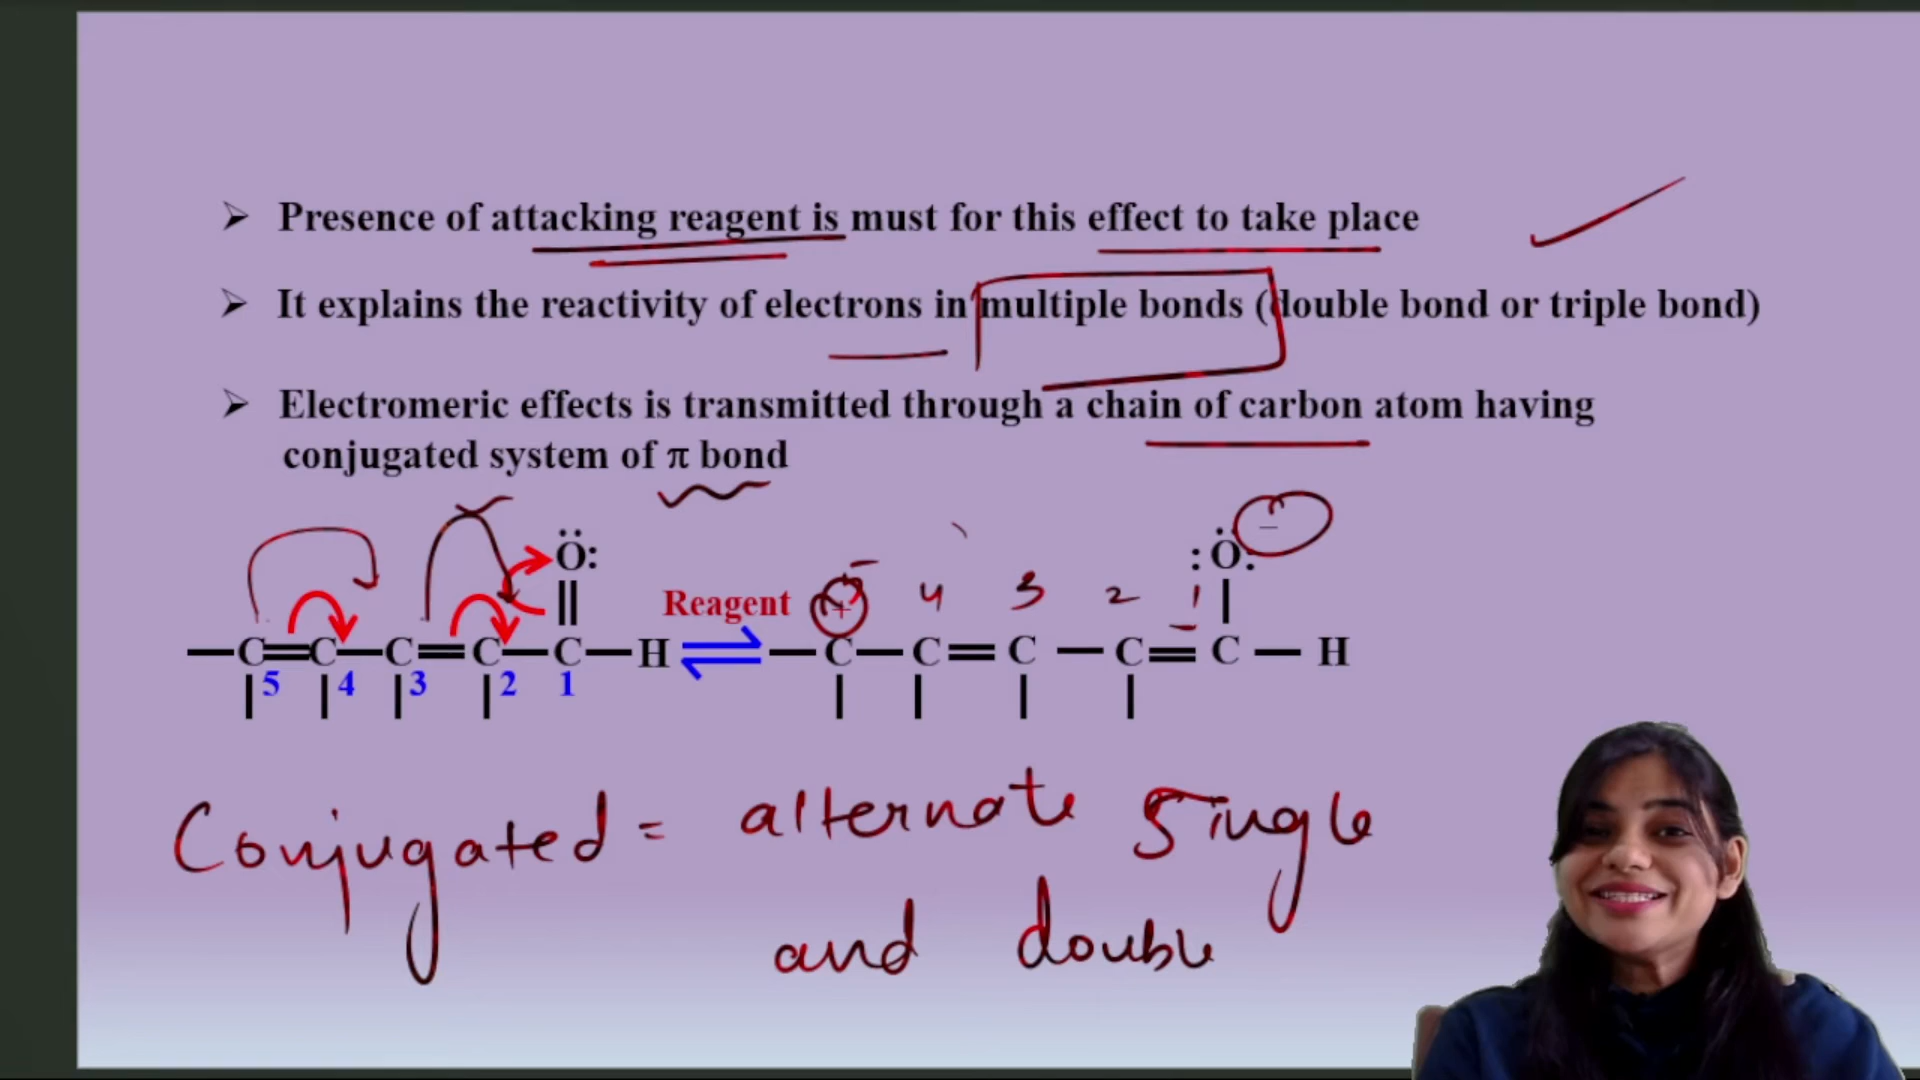 ➢ Presence of attacking reagent is must for this effect to take place
➢ It explains the reactivity of electrons in multiple bonds (double bond or triple bond)
➢ Electromeric effects is transmitted through a chain of carbon atom having
conjugated system of π bond
Ö: :Ö: −
|| Reagent + 5 4 3 2 1 |
—C=C—C=C—C—H ⇌ —C—C=C—C=C—H
|5 |4 |3 |2 1 | | | |
Conjugated = alternate single
and double